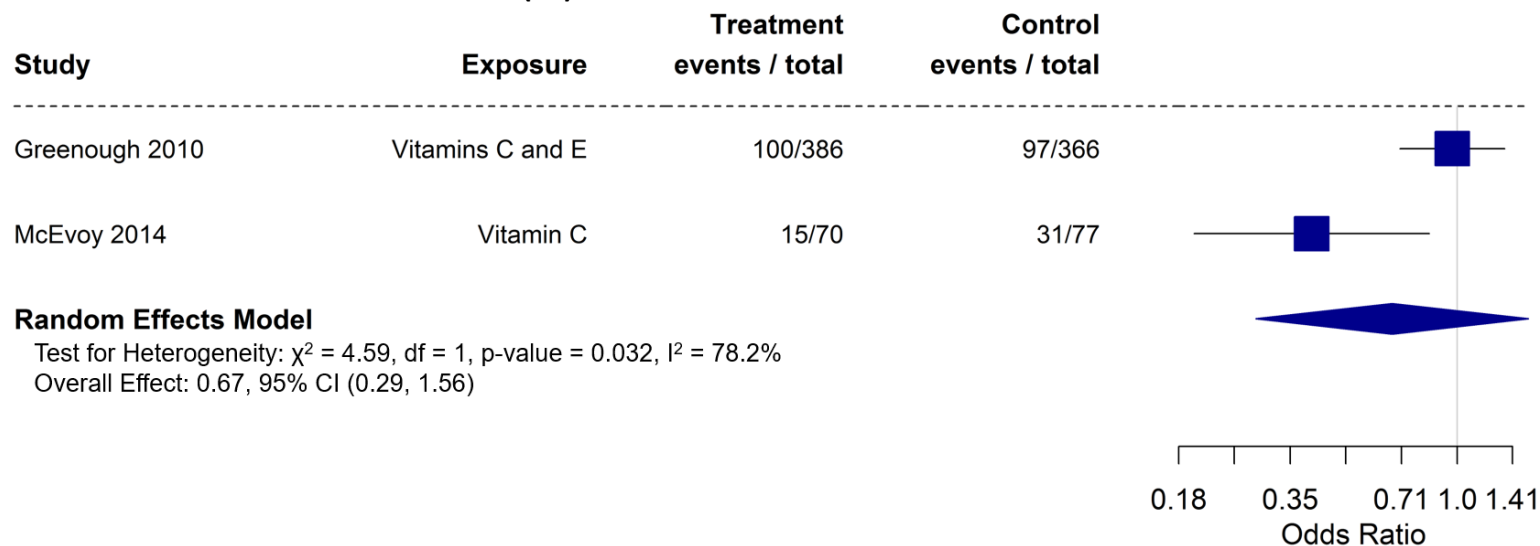 Treatment Control
Study Exposure events / total events / total
Greenough 2010 Vitamins C and E 100/386 97/366
McEvoy 2014 Vitamin C 15/70 31/77
Random Effects Model
Test for Heterogeneity: χ² = 4.59, df = 1, p-value = 0.032, I² = 78.2%
Overall Effect: 0.67, 95% CI (0.29, 1.56)
0.18 0.35 0.71 1.0 1.41
Odds Ratio